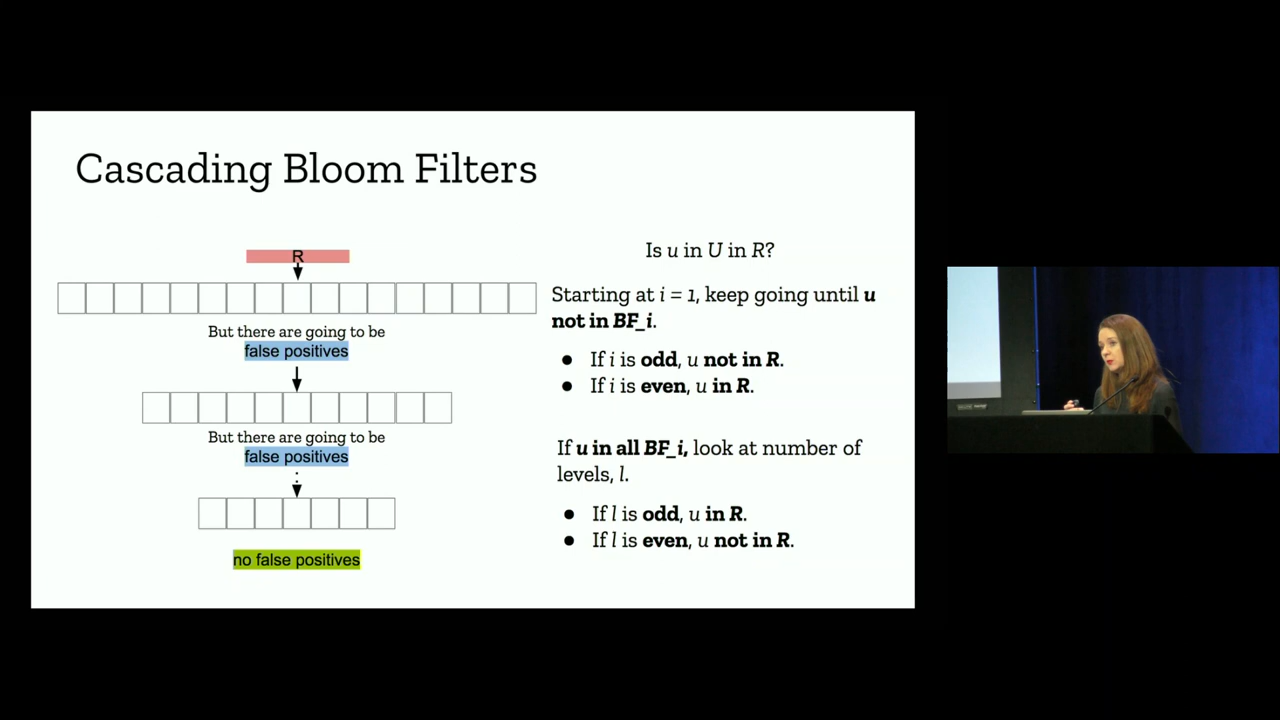 Cascading Bloom Filters
R
But there are going to be
false positives
But there are going to be
false positives
:
no false positives
Is u in U in R?
Starting at i = 1, keep going until u
not in BF_i.
● If i is odd, u not in R.
● If i is even, u in R.
If u in all BF_i, look at number of
levels, l.
● If l is odd, u in R.
● If l is even, u not in R.